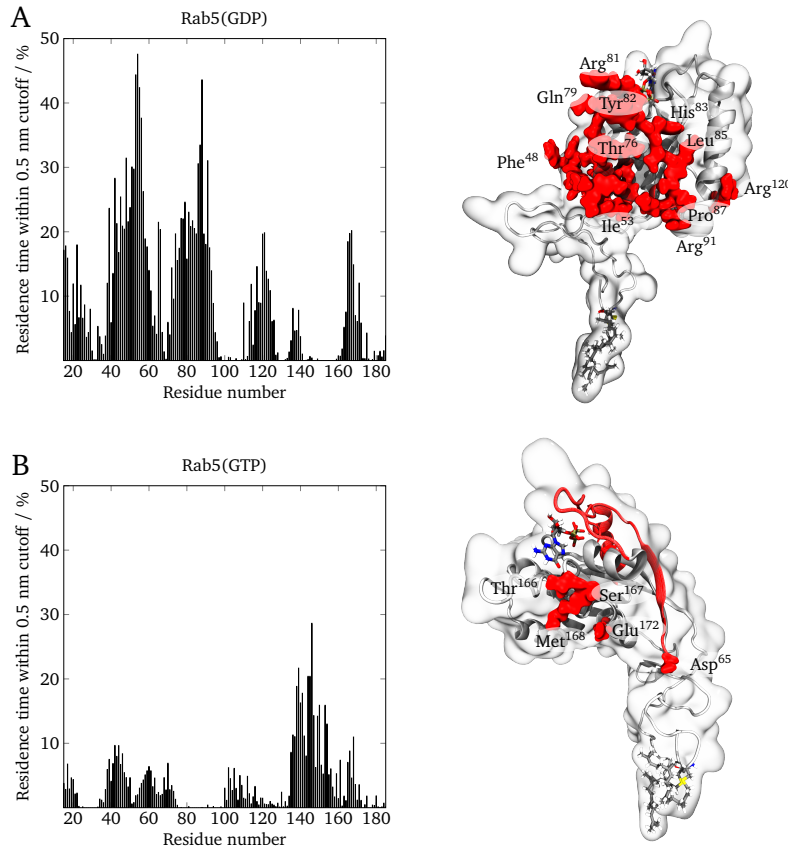 A
Rab5(GDP)
Residence time within 0.5 nm cutoff / %
50
40
30
20
10
20 40 60 80 100 120 140 160 180
Residue number
Arg81
Gln79
Tyr82
His83
Thr76
Leu85
Phe48
Arg120
Pro87
Ile53
Arg91
B
Rab5(GTP)
Residence time within 0.5 nm cutoff / %
50
40
30
20
10
20 40 60 80 100 120 140 160 180
Residue number
Thr166
Ser167
Met168
Glu172
Asp65